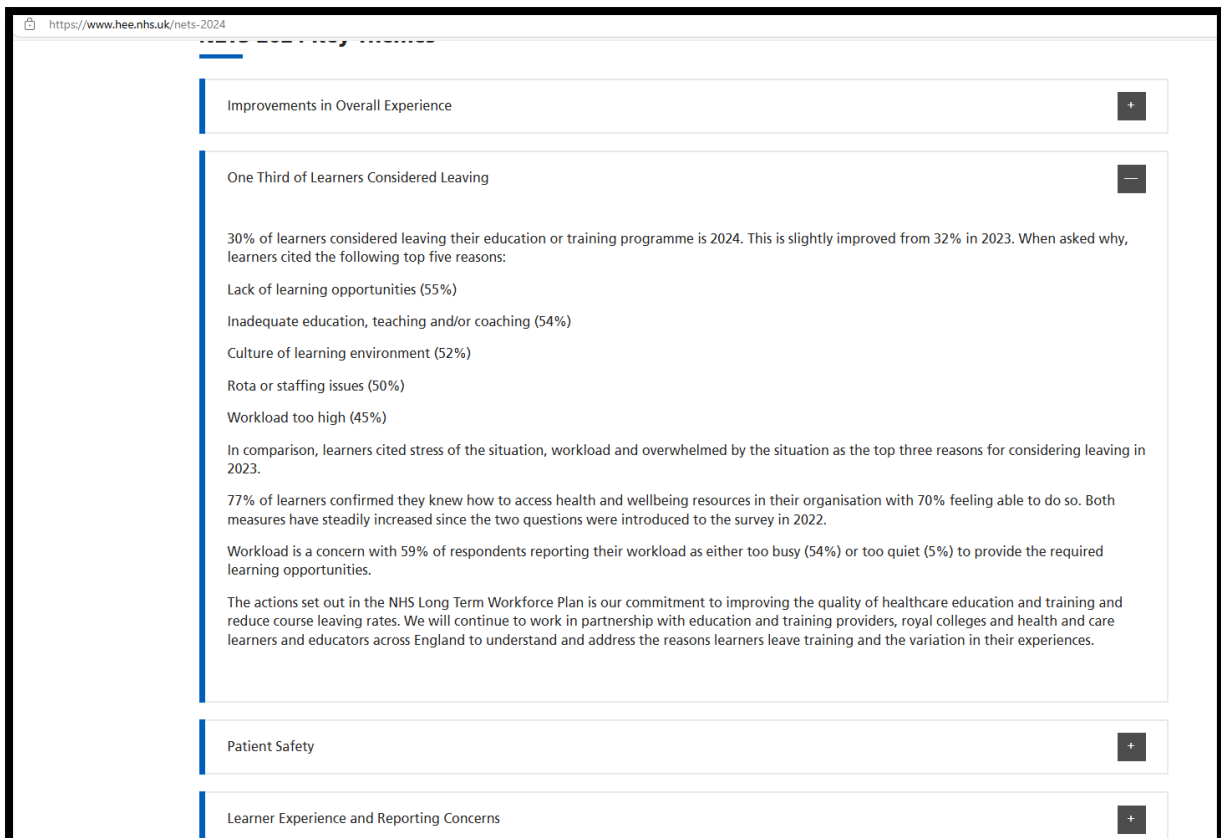 https://www.hee.nhs.uk/nets-2024
Improvements in Overall Experience
+
One Third of Learners Considered Leaving
—
30% of learners considered leaving their education or training programme is 2024. This is slightly improved from 32% in 2023. When asked why,
learners cited the following top five reasons:
Lack of learning opportunities (55%)
Inadequate education, teaching and/or coaching (54%)
Culture of learning environment (52%)
Rota or staffing issues (50%)
Workload too high (45%)
In comparison, learners cited stress of the situation, workload and overwhelmed by the situation as the top three reasons for considering leaving in
2023.
77% of learners confirmed they knew how to access health and wellbeing resources in their organisation with 70% feeling able to do so. Both
measures have steadily increased since the two questions were introduced to the survey in 2022.
Workload is a concern with 59% of respondents reporting their workload as either too busy (54%) or too quiet (5%) to provide the required
learning opportunities.
The actions set out in the NHS Long Term Workforce Plan is our commitment to improving the quality of healthcare education and training and
reduce course leaving rates. We will continue to work in partnership with education and training providers, royal colleges and health and care
learners and educators across England to understand and address the reasons learners leave training and the variation in their experiences.
Patient Safety
+
Learner Experience and Reporting Concerns
+